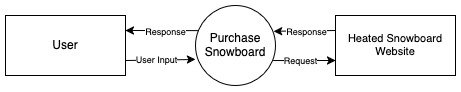 User
Response
User Input
Purchase
Snowboard
Response
Request
Heated Snowboard
Website